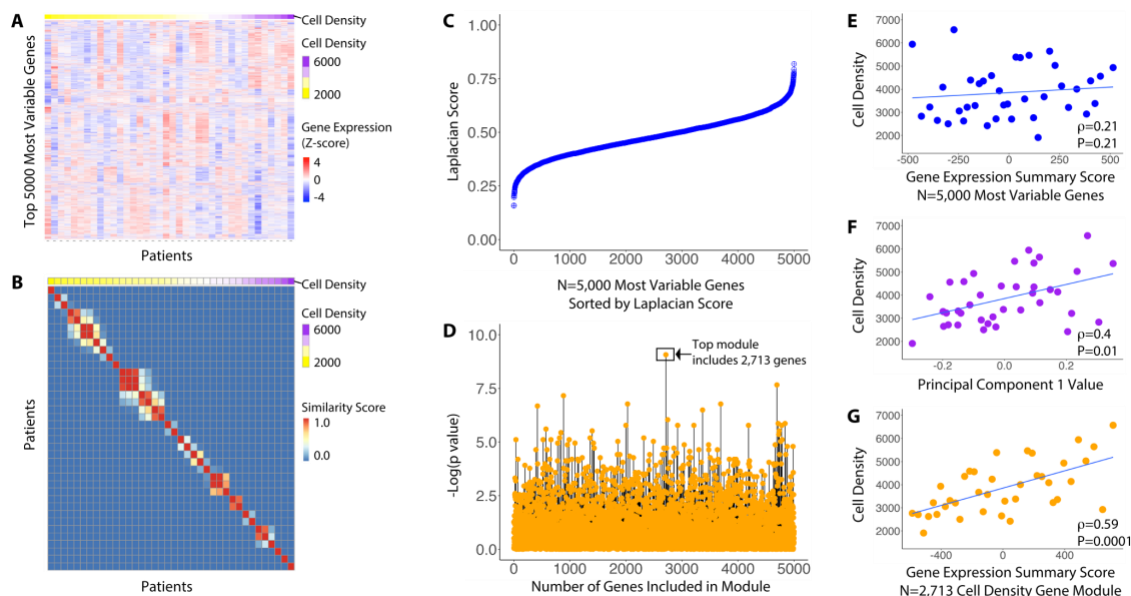 A
Cell Density
Cell Density
6000
2000
Gene Expression
(Z-score)
4
0
-4
Top 5000 Most Variable Genes
Patients
B
Cell Density
Cell Density
6000
2000
Similarity Score
1.0
0.0
Patients
Patients
C
1.00
0.75
0.50
0.25
0.00
Laplacian Score
0 1000 2000 3000 4000 5000
N=5,000 Most Variable Genes
Sorted by Laplacian Score
D
10.0
7.5
5.0
2.5
0.0
-Log(p value)
Top module
includes 2,713 genes
0 1000 2000 3000 4000 5000
Number of Genes Included in Module
E
7000
6000
5000
4000
3000
2000
Cell Density
ρ=0.21
P=0.21
-500 -250 0 250 500
Gene Expression Summary Score
N=5,000 Most Variable Genes
F
7000
6000
5000
4000
3000
2000
Cell Density
ρ=0.4
P=0.01
-0.2 0.0 0.2
Principal Component 1 Value
G
7000
6000
5000
4000
3000
2000
Cell Density
ρ=0.59
P=0.0001
-400 0 400
Gene Expression Summary Score
N=2,713 Cell Density Gene Module